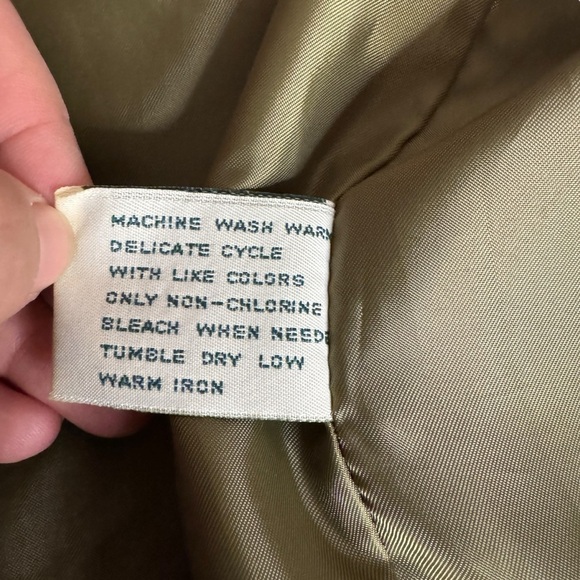 MACHINE WASH WARM
DELICATE CYCLE
WITH LIKE COLORS
ONLY NON-CHLORINE
BLEACH WHEN NEEDE
TUMBLE DRY LOW
WARM IRON